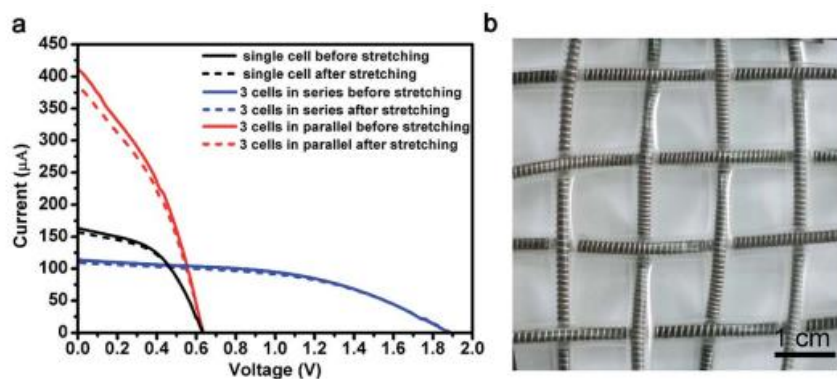 a
b
450
400
350
300
250
200
150
100
50
0
Current (μA)
single cell before stretching
single cell after stretching
3 cells in series before stretching
3 cells in series after stretching
3 cells in parallel before stretching
3 cells in parallel after stretching
0.0 0.2 0.4 0.6 0.8 1.0 1.2 1.4 1.6 1.8 2.0
Voltage (V)
1 cm